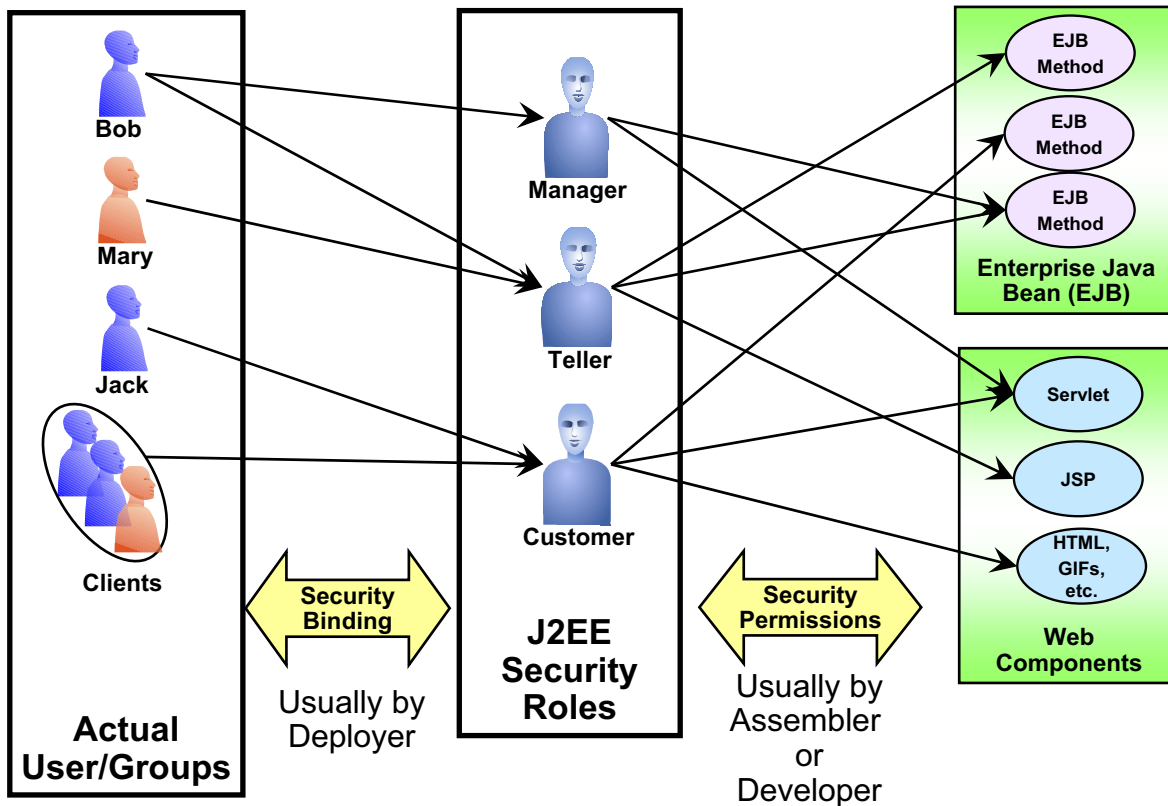 Bob
Mary
Jack
Clients
Actual
User/Groups
Security
Binding
Usually by
Deployer
Manager
Teller
Customer
J2EE
Security
Roles
Security
Permissions
Usually by
Assembler
or
Developer
EJB
Method
EJB
Method
EJB
Method
Enterprise Java
Bean (EJB)
Servlet
JSP
HTML,
GIFs,
etc.
Web
Components